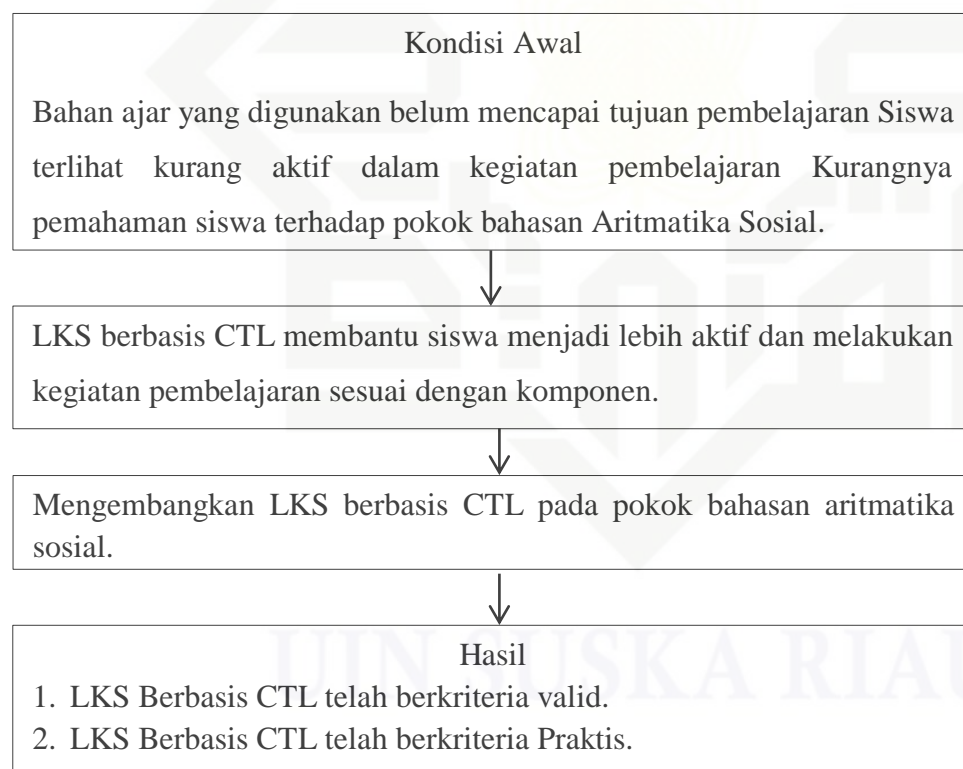 Kondisi Awal
Bahan ajar yang digunakan belum mencapai tujuan pembelajaran Siswa
terlihat kurang aktif dalam kegiatan pembelajaran Kurangnya
pemahaman siswa terhadap pokok bahasan Aritmatika Sosial.
LKS berbasis CTL membantu siswa menjadi lebih aktif dan melakukan
kegiatan pembelajaran sesuai dengan komponen.
Mengembangkan LKS berbasis CTL pada pokok bahasan aritmatika
sosial.
Hasil
UIN SUSKA RIAU
1. LKS Berbasis CTL telah berkriteria valid.
2. LKS Berbasis CTL telah berkriteria Praktis.